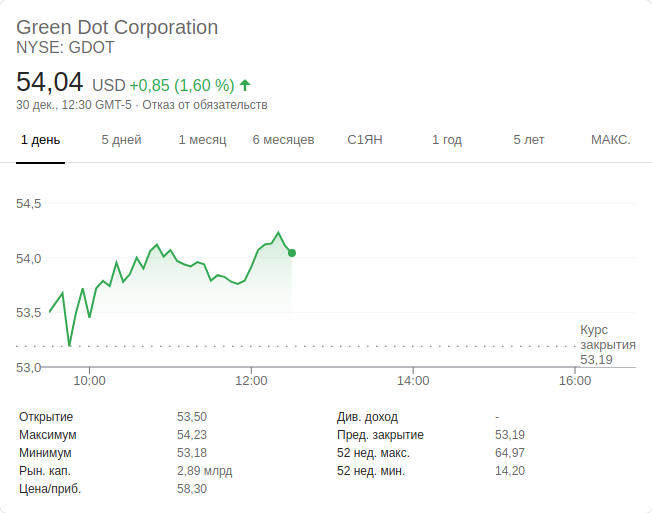 Green Dot Corporation
NYSE: GDOT
54,04 USD +0,85 (1,60 %)
30 дек., 12:30 GMT-5 · Отказ от обязательств
1 день 5 дней 1 месяц 6 месяцев С1ЯН 1 год 5 лет МАКС.
54,5
54,0
53,5
Курс
закрытия
53,19
53,0
10:00 12:00 14:00 16:00
Открытие 53,50 Див. доход -
Максимум 54,23 Пред. закрытие 53,19
Минимум 53,18 52 нед. макс. 64,97
Рын. кап. 2,89 млрд 52 нед. мин. 14,20
Цена/приб. 58,30